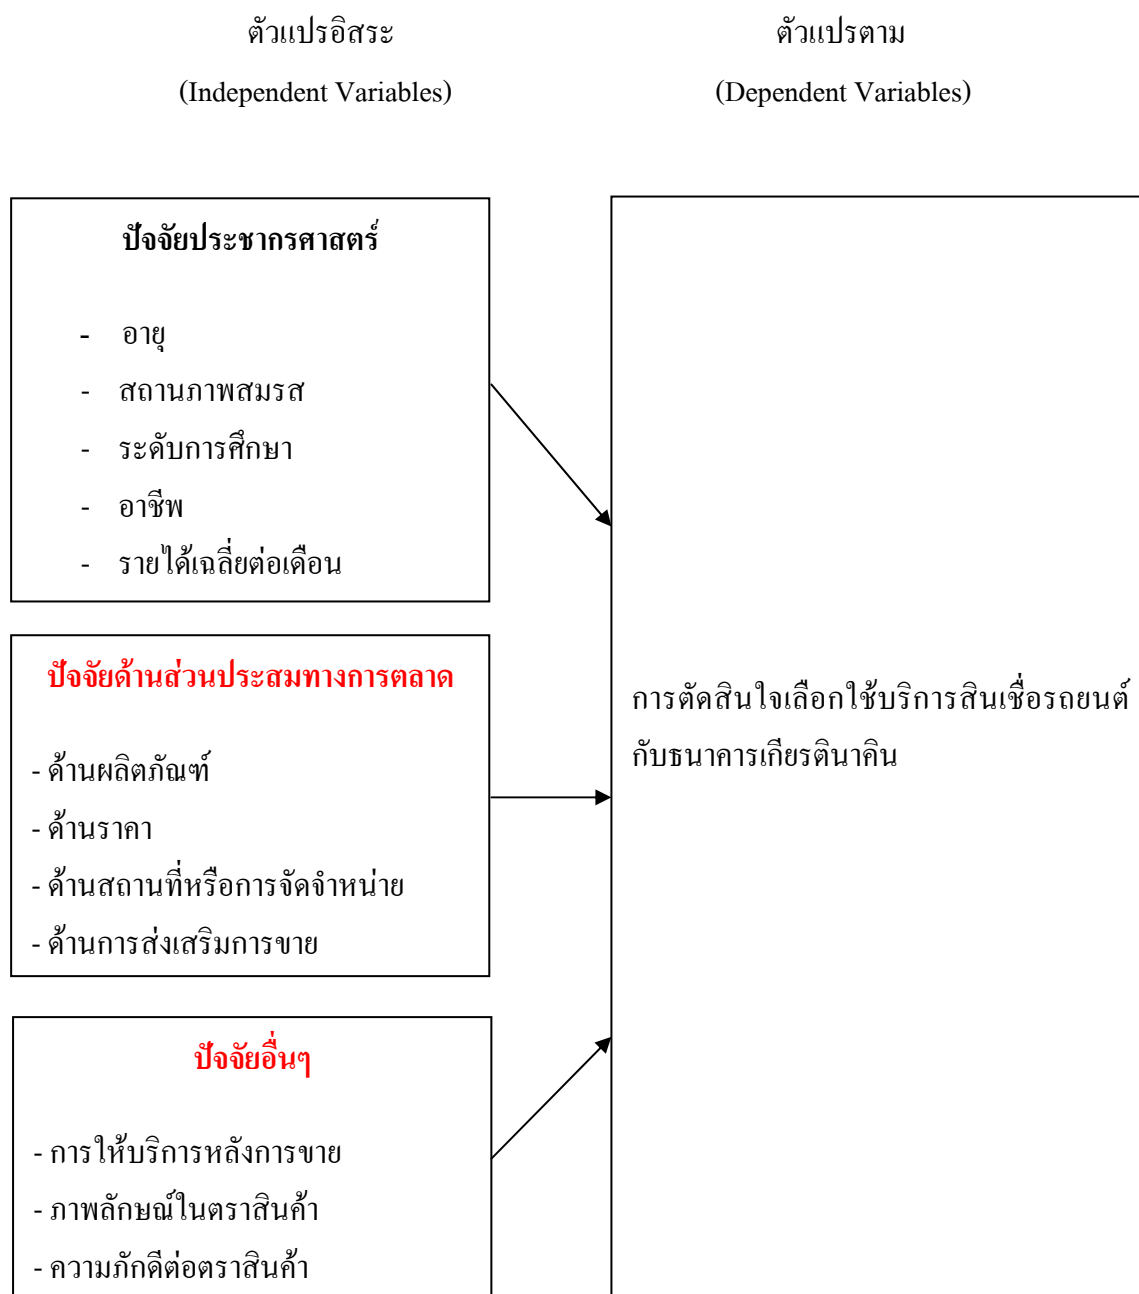 ตัวแปรอิสระ
(Independent Variables)
ตัวแปรตาม
(Dependent Variables)
ปัจจัยประชากรศาสตร์
- อายุ
- สถานภาพสมรส
- ระดับการศึกษา
- อาชีพ
- รายได้เฉลี่ยต่อเดือน
ปัจจัยด้านส่วนประสมทางการตลาด
- ด้านผลิตภัณฑ์
- ด้านราคา
- ด้านสถานที่หรือการจัดจำหน่าย
- ด้านการส่งเสริมการขาย
ปัจจัยอื่นๆ
- การให้บริการหลังการขาย
- ภาพลักษณ์ในตราสินค้า
- ความภักดีต่อตราสินค้า
การตัดสินใจเลือกใช้บริการสินเชื่อรถยนต์
กับธนาคารเกียรตินาคิน